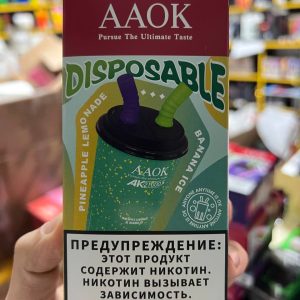 AAOK
Pursue The Ultimate Taste
DISPOSABLE
PINEAPPLE LEMONADE
BANANA ICE
AAOK
ПРЕДУПРЕЖДЕНИЕ:
ЭТОТ ПРОДУКТ
СОДЕРЖИТ НИКОТИН.
НИКОТИН ВЫЗЫВАЕТ
ЗАВИСИМОСТЬ.